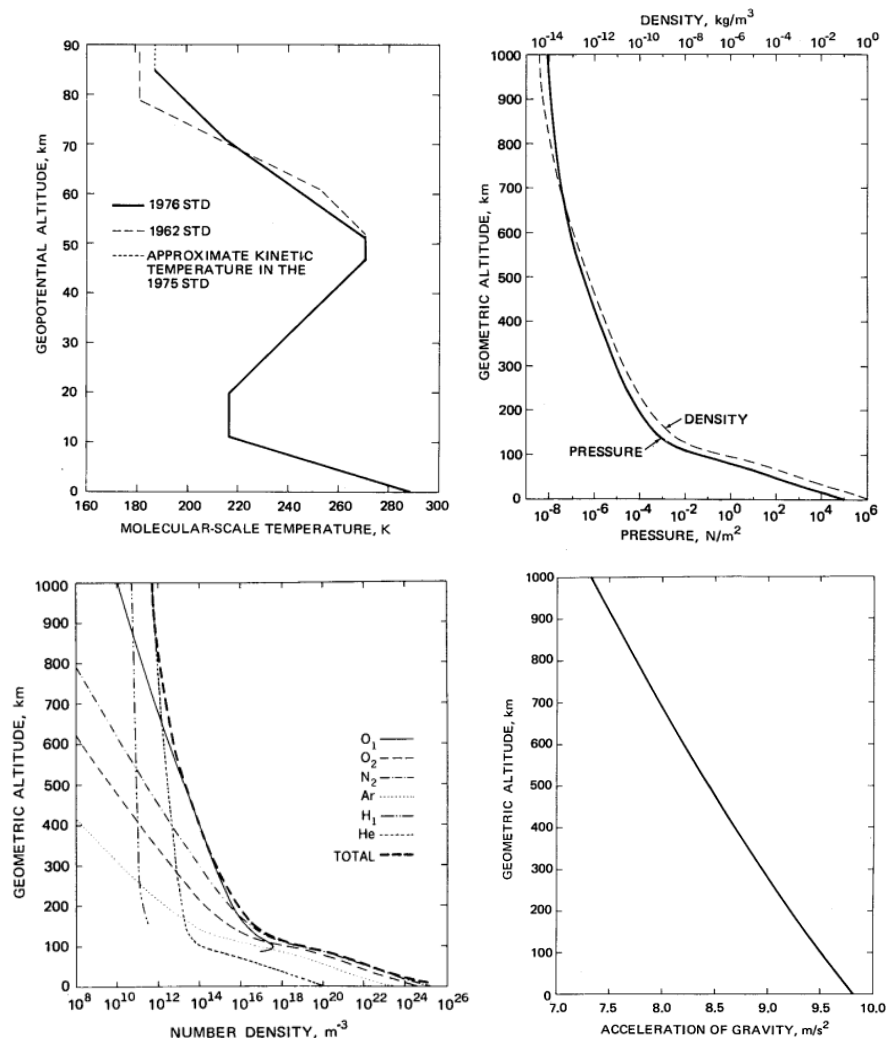 90
80
70
60
50
40
30
20
10
0
GEOPOTENTIAL ALTITUDE, km
1976 STD
1962 STD
APPROXIMATE KINETIC
TEMPERATURE IN THE
1975 STD
160 180 200 220 240 260 280 300
MOLECULAR-SCALE TEMPERATURE, K
DENSITY, kg/m³
10⁻¹⁴ 10⁻¹² 10⁻¹¹ 10⁻¹⁰ 10⁻⁹ 10⁻⁸ 10⁻⁶ 10⁻⁴ 10⁻² 10⁻¹
1000
900
800
700
600
500
400
300
200
100
0
GEOMETRIC ALTITUDE, km
DENSITY
PRESSURE
10⁻⁸ 10⁻⁶ 10⁻⁴ 10⁻² 10⁰ 10² 10⁴ 10⁶
PRESSURE, N/m²
1000
900
800
700
600
500
400
300
200
100
0
GEOMETRIC ALTITUDE, km
O₁
O₂
N₂
Ar
H₁
He
TOTAL
10⁸ 10¹⁰ 10¹² 10¹⁴ 10¹⁶ 10¹⁸ 10²⁰ 10²² 10²⁴ 10²⁶
NUMBER DENSITY, m⁻³
1000
900
800
700
600
500
400
300
200
100
0
GEOMETRIC ALTITUDE, km
7.0 7.5 8.0 8.5 9.0 9.5 10.0
ACCELERATION OF GRAVITY, m/s²